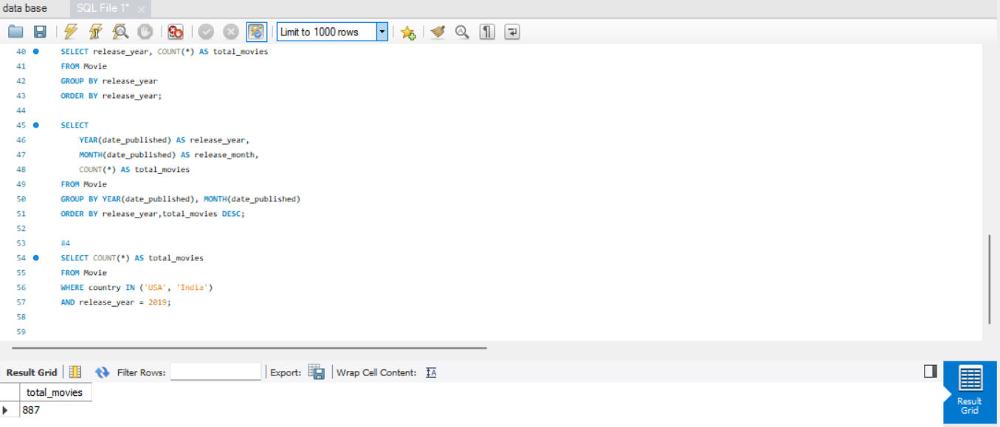 data base SQL File 1* ×
Limit to 1000 rows
40 SELECT release_year, COUNT(*) AS total_movies
41 FROM Movie
42 GROUP BY release_year
43 ORDER BY release_year;
44
45 SELECT
46 YEAR(date_published) AS release_year,
47 MONTH(date_published) AS release_month,
48 COUNT(*) AS total_movies
49 FROM Movie
50 GROUP BY YEAR(date_published), MONTH(date_published)
51 ORDER BY release_year,total_movies DESC;
52
53 #4
54 SELECT COUNT(*) AS total_movies
55 FROM Movie
56 WHERE country IN ('USA', 'India')
57 AND release_year = 2019;
58
59
Result Grid Filter Rows: Export: Wrap Cell Content:
total_movies
887
Result
Grid